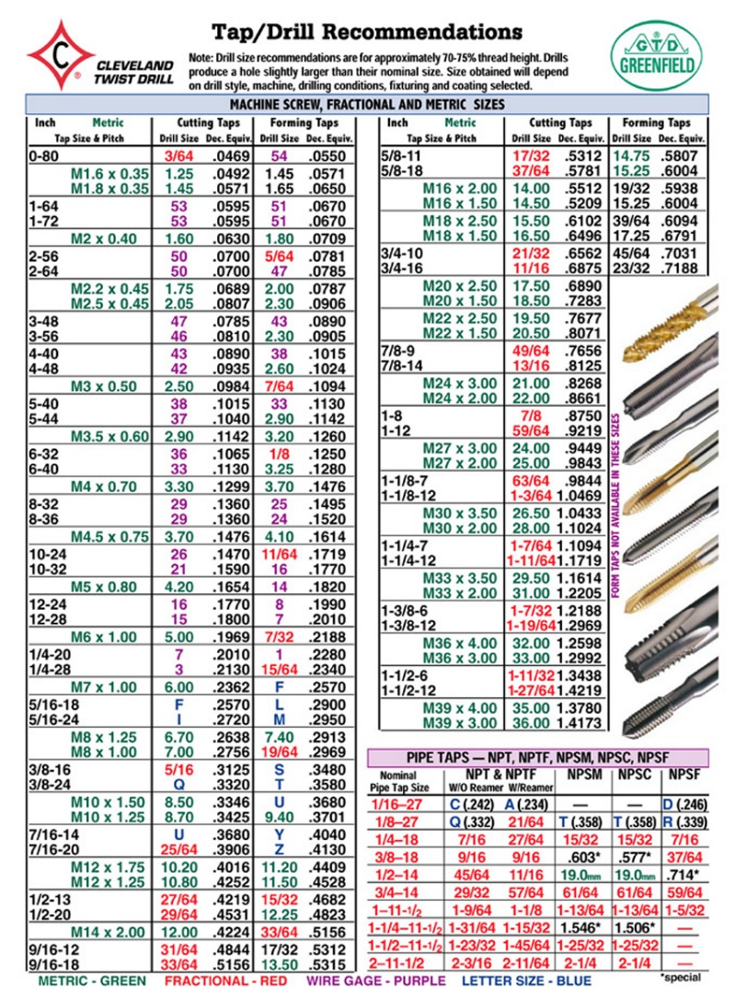 Tap/Drill Recommendations
C
®
CLEVELAND
TWIST DRILL
Note: Drill size recommendations are for approximately 70-75% thread height. Drills
produce a hole slightly larger than their nominal size. Size obtained will depend
on drill style, machine, drilling conditions, fixturing and coating selected.
GTD
GREENFIELD
MACHINE SCREW, FRACTIONAL AND METRIC SIZES
Inch Metric Cutting Taps Forming Taps
Tap Size & Pitch Drill Size Dec. Equiv. Drill Size Dec. Equiv.
0-80 3/64 .0469 54 .0550
M1.6 x 0.35 1.25 .0492 1.45 .0571
M1.8 x 0.35 1.45 .0571 1.65 .0650
1-64 53 .0595 51 .0670
1-72 53 .0595 51 .0670
M2 x 0.40 1.60 .0630 1.80 .0709
2-56 50 .0700 5/64 .0781
2-64 50 .0700 47 .0785
M2.2 x 0.45 1.75 .0689 2.00 .0787
M2.5 x 0.45 2.05 .0807 2.30 .0906
3-48 47 .0785 43 .0890
3-56 46 .0810 2.30 .0905
4-40 43 .0890 38 .1015
4-48 42 .0935 2.60 .1024
M3 x 0.50 2.50 .0984 7/64 .1094
5-40 38 .1015 33 .1130
5-44 37 .1040 2.90 .1142
M3.5 x 0.60 2.90 .1142 3.20 .1260
6-32 36 .1065 1/8 .1250
6-40 33 .1130 3.25 .1280
M4 x 0.70 3.30 .1299 3.70 .1476
8-32 29 .1360 25 .1495
8-36 29 .1360 24 .1520
M4.5 x 0.75 3.70 .1476 4.10 .1614
10-24 26 .1470 11/64 .1719
10-32 21 .1590 16 .1770
M5 x 0.80 4.20 .1654 14 .1820
12-24 16 .1770 8 .1990
12-28 15 .1800 7 .2010
M6 x 1.00 5.00 .1969 7/32 .2188
1/4-20 7 .2010 1 .2280
1/4-28 3 .2130 15/64 .2340
M7 x 1.00 6.00 .2362 F .2570
5/16-18 F .2570 L .2900
5/16-24 I .2720 M .2950
M8 x 1.25 6.70 .2638 7.40 .2913
M8 x 1.00 7.00 .2756 19/64 .2969
3/8-16 5/16 .3125 S .3480
3/8-24 Q .3320 T .3580
M10 x 1.50 8.50 .3346 U .3680
M10 x 1.25 8.70 .3425 9.40 .3701
7/16-14 U .3680 Y .4040
7/16-20 25/64 .3906 Z .4130
M12 x 1.75 10.20 .4016 11.20 .4409
M12 x 1.25 10.80 .4252 11.50 .4528
1/2-13 27/64 .4219 15/32 .4682
1/2-20 29/64 .4531 12.25 .4823
M14 x 2.00 12.00 .4224 33/64 .5156
9/16-12 31/64 .4844 17/32 .5312
9/16-18 33/64 .5156 13.50 .5315
Inch Metric Cutting Taps Forming Taps
Tap Size & Pitch Drill Size Dec. Equiv. Drill Size Dec. Equiv.
5/8-11 17/32 .5312 14.75 .5807
5/8-18 37/64 .5781 15.25 .6004
M16 x 2.00 14.00 .5512 19/32 .5938
M16 x 1.50 14.50 .5209 15.25 .6004
M18 x 2.50 15.50 .6102 39/64 .6094
M18 x 1.50 16.50 .6496 17.25 .6791
3/4-10 21/32 .6562 45/64 .7031
3/4-16 11/16 .6875 23/32 .7188
M20 x 2.50 17.50 .6890
M20 x 1.50 18.50 .7283
M22 x 2.50 19.50 .7677
M22 x 1.50 20.50 .8071
7/8-9 49/64 .7656
7/8-14 13/16 .8125
M24 x 3.00 21.00 .8268
M24 x 2.00 22.00 .8661
1-8 7/8 .8750
1-12 59/64 .9219
M27 x 3.00 24.00 .9449
M27 x 2.00 25.00 .9843
1-1/8-7 63/64 .9844
1-1/8-12 1-3/64 1.0469
M30 x 3.50 26.50 1.0433
M30 x 2.00 28.00 1.1024
1-1/4-7 1-7/64 1.1094
1-1/4-12 1-11/64 1.1719
M33 x 3.50 29.50 1.1614
M33 x 2.00 31.00 1.2205
1-3/8-6 1-7/32 1.2188
1-3/8-12 1-19/64 1.2969
M36 x 4.00 32.00 1.2598
M36 x 3.00 33.00 1.2992
1-1/2-6 1-11/32 1.3438
1-1/2-12 1-27/64 1.4219
M39 x 4.00 35.00 1.3780
M39 x 3.00 36.00 1.4173
FORM TAPS NOT AVAILABLE IN THESE SIZES
PIPE TAPS — NPT, NPTF, NPSM, NPSC, NPSF
Nominal NPT & NPTF NPSM NPSC NPSF
Pipe Tap Size W/O Reamer W/Reamer
1/16–27 C (.242) A (.234) — — D (.246)
1/8–27 Q (.332) 21/64 T (.358) T (.358) R (.339)
1/4–18 7/16 27/64 15/32 15/32 7/16
3/8–18 9/16 9/16 .603* .577* 37/64
1/2–14 45/64 11/16 19.0mm 19.0mm .714*
3/4–14 29/32 57/64 61/64 61/64 59/64
1–11-1/2 1-9/64 1-1/8 1-13/64 1-13/64 1-5/32
1-1/4–11-1/2 1-31/64 1-15/32 1.546* 1.506* —
1-1/2–11-1/2 1-23/32 1-45/64 1-25/32 1-25/32 —
2–11-1/2 2-3/16 2-11/64 2-1/4 2-1/4 —
METRIC - GREEN FRACTIONAL - RED WIRE GAGE - PURPLE LETTER SIZE - BLUE
*special